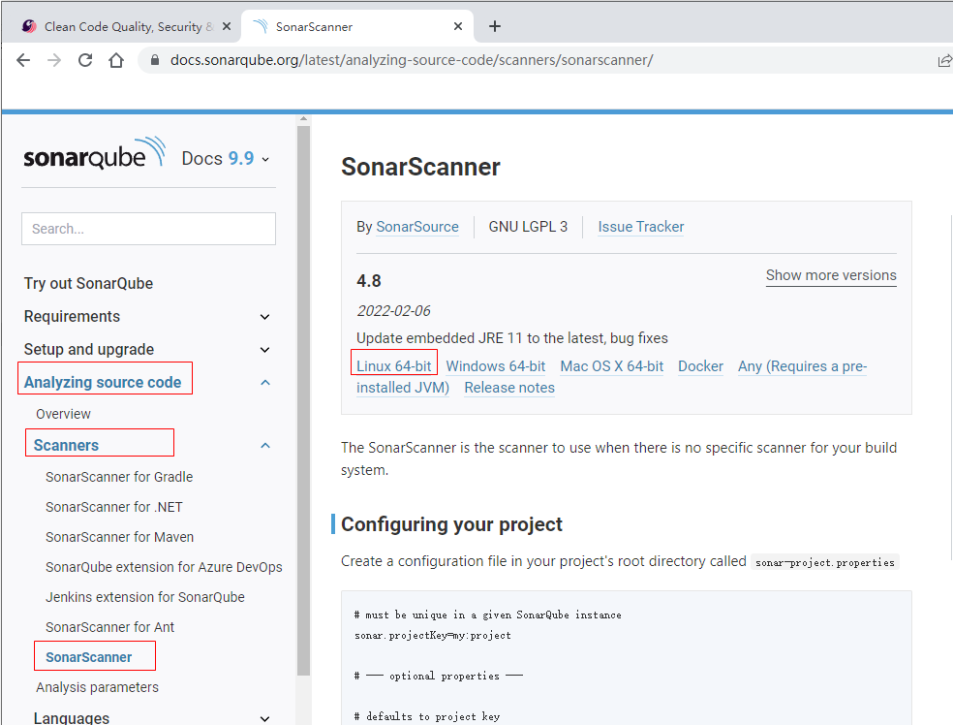 Clean Code Quality, Security &
SonarScanner
docs.sonarqube.org/latest/analyzing-source-code/scanners/sonarscanner/
sonarqube Docs 9.9
Search...
Try out SonarQube
Requirements
Setup and upgrade
Analyzing source code
Overview
Scanners
SonarScanner for Gradle
SonarScanner for .NET
SonarScanner for Maven
SonarQube extension for Azure DevOps
Jenkins extension for SonarQube
SonarScanner for Ant
SonarScanner
Analysis parameters
Languages
SonarScanner
By SonarSource GNU LGPL 3 Issue Tracker
4.8 Show more versions
2022-02-06
Update embedded JRE 11 to the latest, bug fixes
Linux 64-bit Windows 64-bit Mac OS X 64-bit Docker Any (Requires a pre-
installed JVM) Release notes
The SonarScanner is the scanner to use when there is no specific scanner for your build
system.
Configuring your project
Create a configuration file in your project's root directory called sonar-project.properties
# must be unique in a given SonarQube instance
sonar.projectKey=my:project
# --- optional properties ---
# defaults to project key